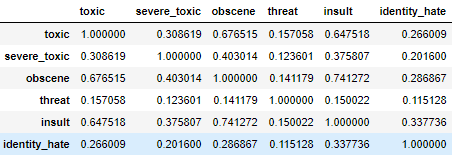 toxic severe_toxic obscene threat insult identity_hate
toxic 1.000000 0.308619 0.676515 0.157058 0.647518 0.266009
severe_toxic 0.308619 1.000000 0.403014 0.123601 0.375807 0.201600
obscene 0.676515 0.403014 1.000000 0.141179 0.741272 0.286867
threat 0.157058 0.123601 0.141179 1.000000 0.150022 0.115128
insult 0.647518 0.375807 0.741272 0.150022 1.000000 0.337736
identity_hate 0.266009 0.201600 0.286867 0.115128 0.337736 1.000000